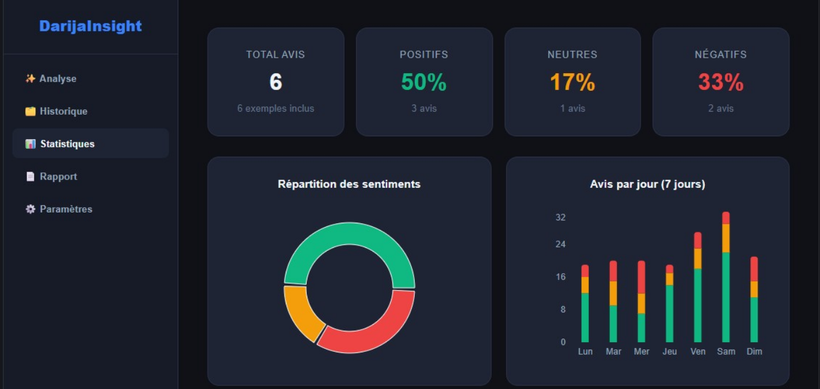 DarijaInsight
✨ Analyse
🗂️ Historique
📊 Statistiques
📄 Rapport
⚙️ Paramètres
TOTAL AVIS
6
6 exemples inclus
POSITIFS
50%
3 avis
NEUTRES
17%
1 avis
NÉGATIFS
33%
2 avis
Répartition des sentiments
Avis par jour (7 jours)
32
24
16
8
0
Lun Mar Mer Jeu Ven Sam Dim